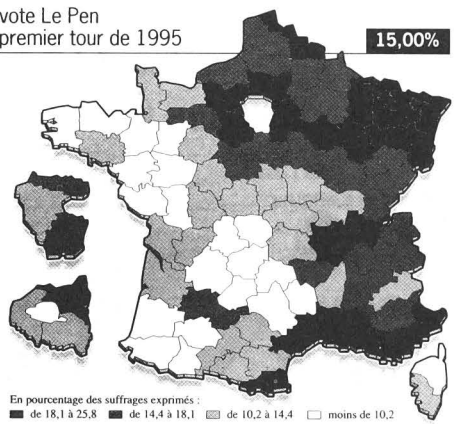 vote Le Pen
premier tour de 1995
15,00%
En pourcentage des suffrages exprimés :
de 18,1 à 25,8 de 14,4 à 18,1 de 10,2 à 14,4 moins de 10,2